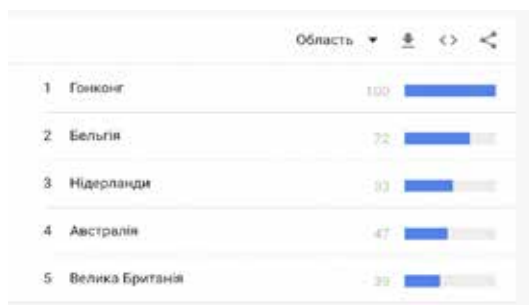 Область
1 Гонконг 100
2 Бельгія 72
3 Нідерланди
4 Австралія 47
5 Велика Британія 39